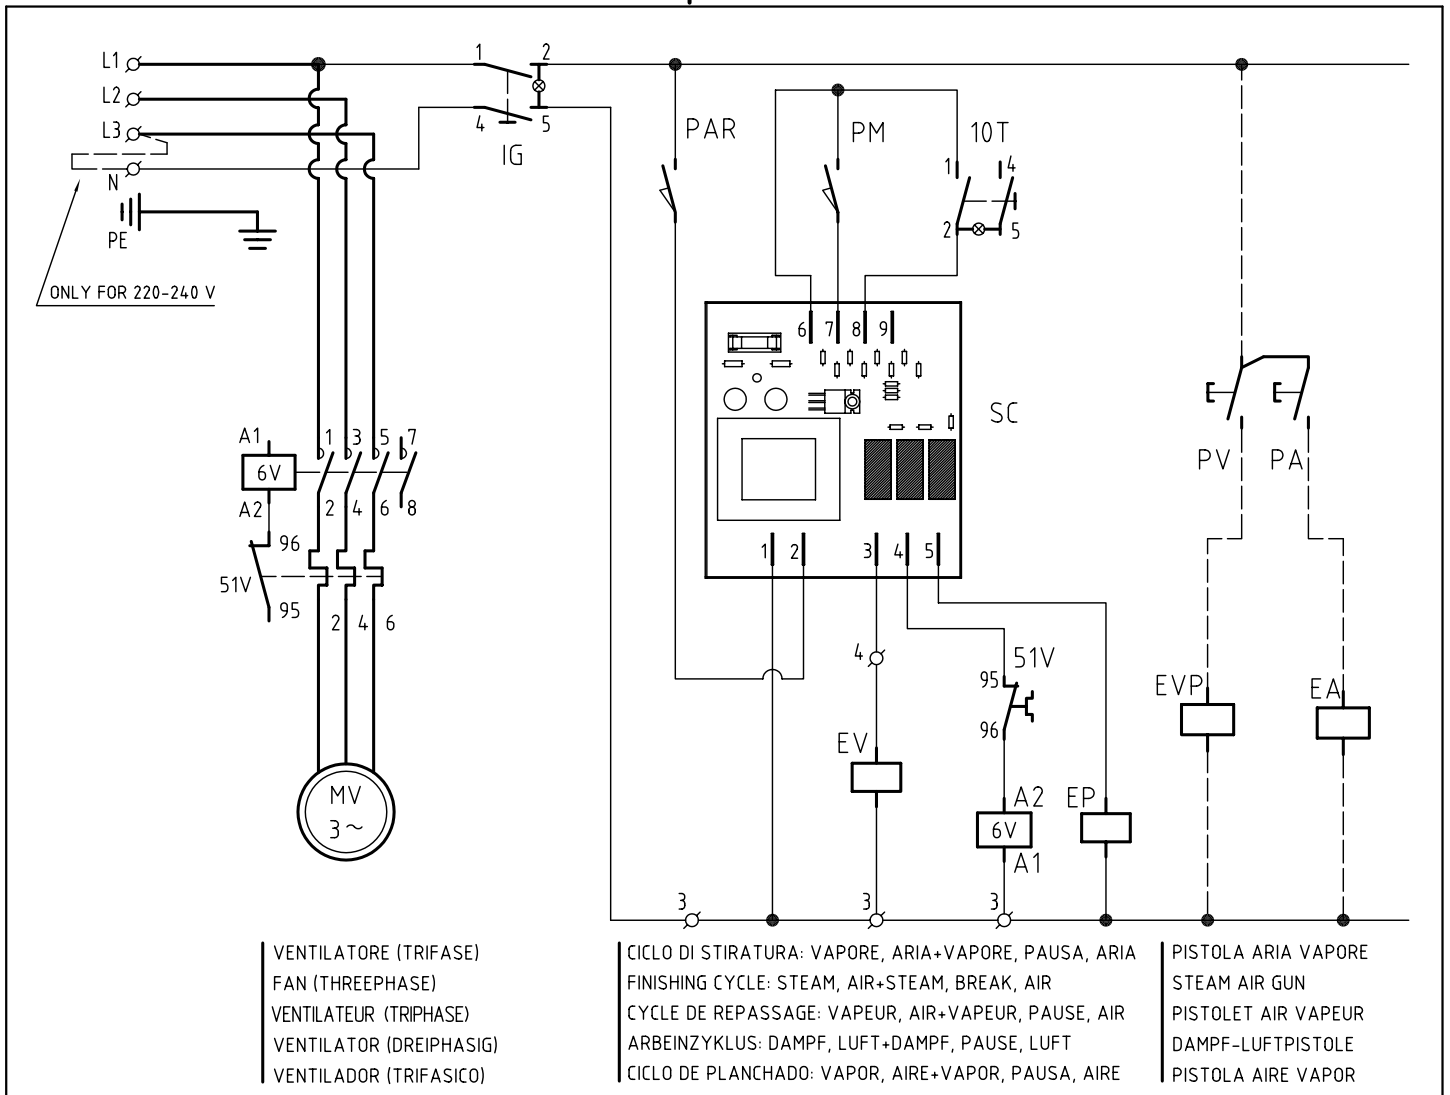 L1
L2
L3
N
PE
ONLY FOR 220-240 V
1 2
4 5
IG
PAR
PM
10T
1 4
2 5
6 7 8 9
SC
1 2 3 4 5
A1
6V
A2
1 3 5 7
2 4 6 8
96
51V
95
2 4 6
MV
3~
4
EV
51V
95
96
A2
6V
A1
EP
PV
PA
EVP
EA
3
3
3
VENTILATORE (TRIFASE)
FAN (THREEPHASE)
VENTILATEUR (TRIPHASE)
VENTILATOR (DREIPHASIG)
VENTILADOR (TRIFASICO)
CICLO DI STIRATURA: VAPORE, ARIA+VAPORE, PAUSA, ARIA
FINISHING CYCLE: STEAM, AIR+STEAM, BREAK, AIR
CYCLE DE REPASSAGE: VAPEUR, AIR+VAPEUR, PAUSE, AIR
ARBEINZYKLUS: DAMPF, LUFT+DAMPF, PAUSE, LUFT
CICLO DE PLANCHADO: VAPOR, AIRE+VAPOR, PAUSA, AIRE
PISTOLA ARIA VAPORE
STEAM AIR GUN
PISTOLET AIR VAPEUR
DAMPF-LUFTPISTOLE
PISTOLA AIRE VAPOR